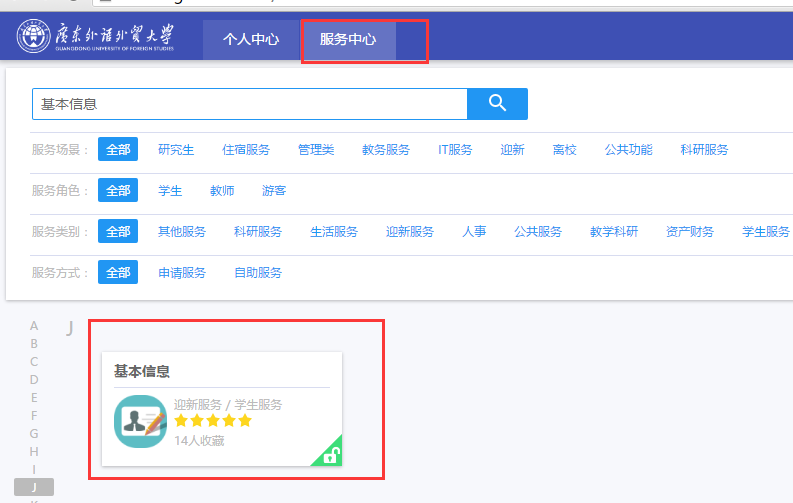 廣東外語外貿大學
GUANGDONG UNIVERSITY OF FOREIGN STUDIES
个人中心 服务中心
基本信息
服务场景： 全部 研究生 住宿服务 管理类 教务服务 IT服务 迎新 离校 公共功能 科研服务
服务角色： 全部 学生 教师 游客
服务类别： 全部 其他服务 科研服务 生活服务 迎新服务 人事 公共服务 教学科研 资产财务 学生服务
服务方式： 全部 申请服务 自助服务
A
B
C
D
E
F
G
H
I
J
J
基本信息
迎新服务 / 学生服务
14人收藏